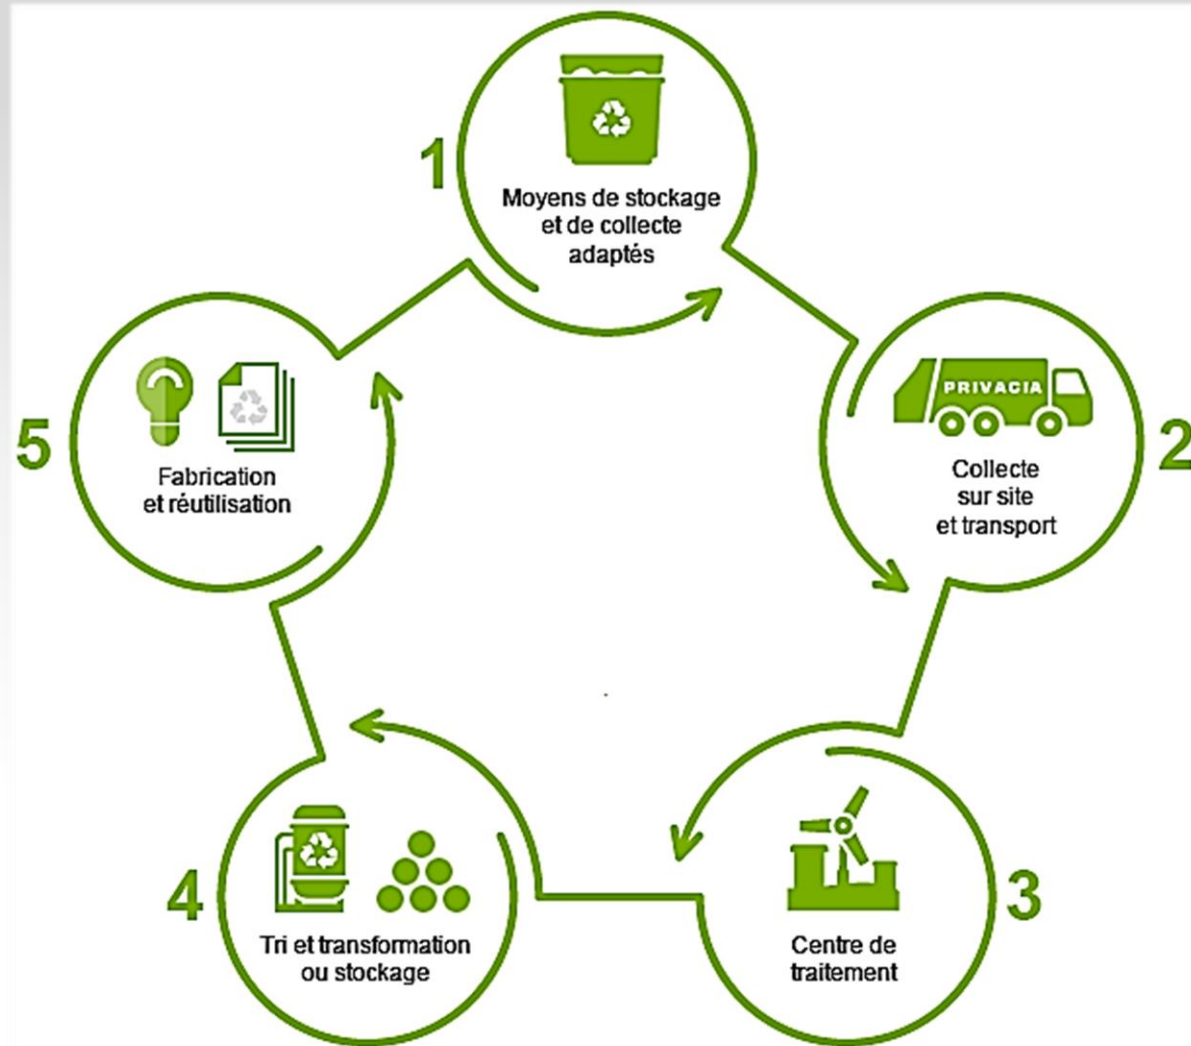 1
Moyens de stockage
et de collecte
adaptés
PRIVACIA
2
Collecte
sur site
et transport
3
Centre de
traitement
4
Tri et transformation
ou stockage
5
Fabrication
et réutilisation